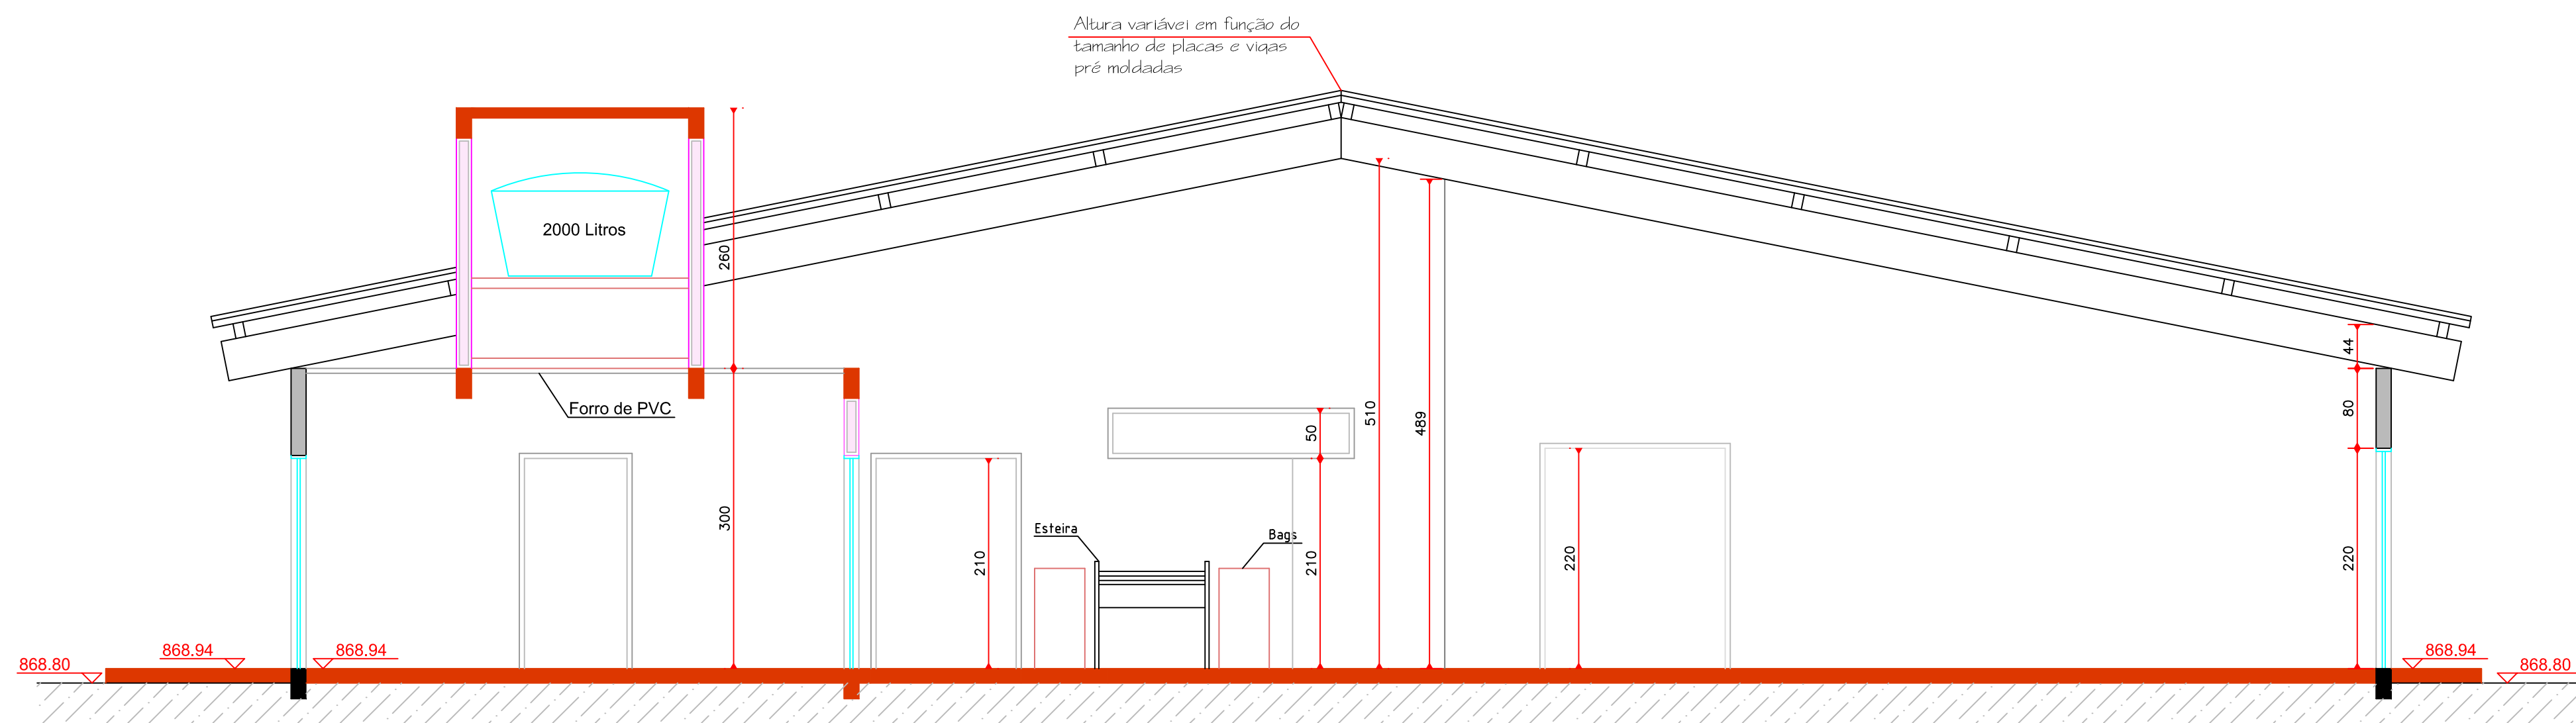 Altura variável em função do
tamanho de placas e vigas
pré moldadas
2000 Litros
260
44
510
489
80
Forro de PVC
50
300
Esteira
Bags
210
210
220
220
868.94
868.94
868.94
868.80
868.80